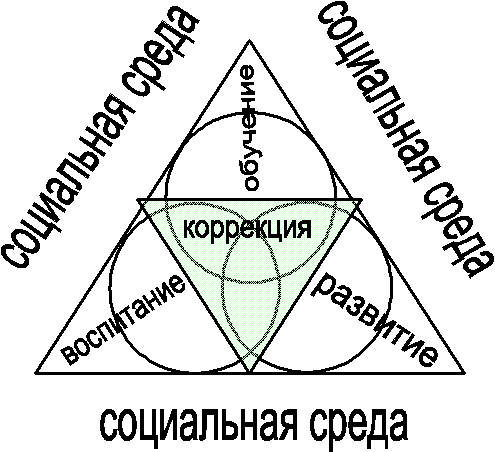 социальная среда
социальная среда
обучение
коррекция
воспитание
развитие
социальная среда